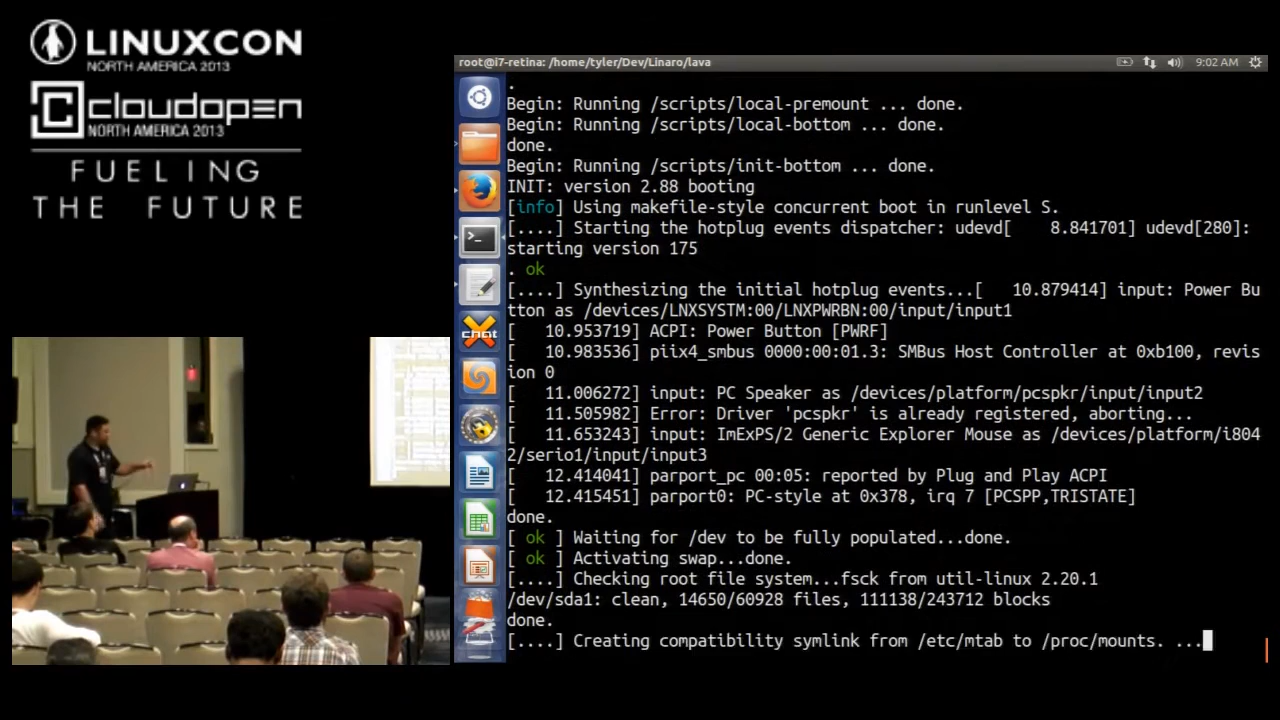 LINUXCON
NORTH AMERICA 2013
cloudopen
NORTH AMERICA 2013
FUELING
THE FUTURE
root@i7-retina: /home/tyler/Dev/Linaro/lava
9:02 AM
.
Begin: Running /scripts/local-premount ... done.
Begin: Running /scripts/local-bottom ... done.
done.
Begin: Running /scripts/init-bottom ... done.
INIT: version 2.88 booting
[info] Using makefile-style concurrent boot in runlevel S.
[....] Starting the hotplug events dispatcher: udevd[    8.841701] udevd[280]:
starting version 175
. ok
[....] Synthesizing the initial hotplug events...[   10.879414] input: Power Bu
tton as /devices/LNXSYSTM:00/LNXPWRBN:00/input/input1
[   10.953719] ACPI: Power Button [PWRF]
[   10.983536] piix4_smbus 0000:00:01.3: SMBus Host Controller at 0xb100, revis
ion 0
[   11.006272] input: PC Speaker as /devices/platform/pcspkr/input/input2
[   11.505982] Error: Driver 'pcspkr' is already registered, aborting...
[   11.653243] input: ImExPS/2 Generic Explorer Mouse as /devices/platform/i804
2/serio1/input/input3
[   12.414041] parport_pc 00:05: reported by Plug and Play ACPI
[   12.415451] parport0: PC-style at 0x378, irq 7 [PCSPP,TRISTATE]
done.
[ ok ] Waiting for /dev to be fully populated...done.
[ ok ] Activating swap...done.
[....] Checking root file system...fsck from util-linux 2.20.1
/dev/sda1: clean, 14650/60928 files, 111138/243712 blocks
done.
[....] Creating compatibility symlink from /etc/mtab to /proc/mounts. ...
chat